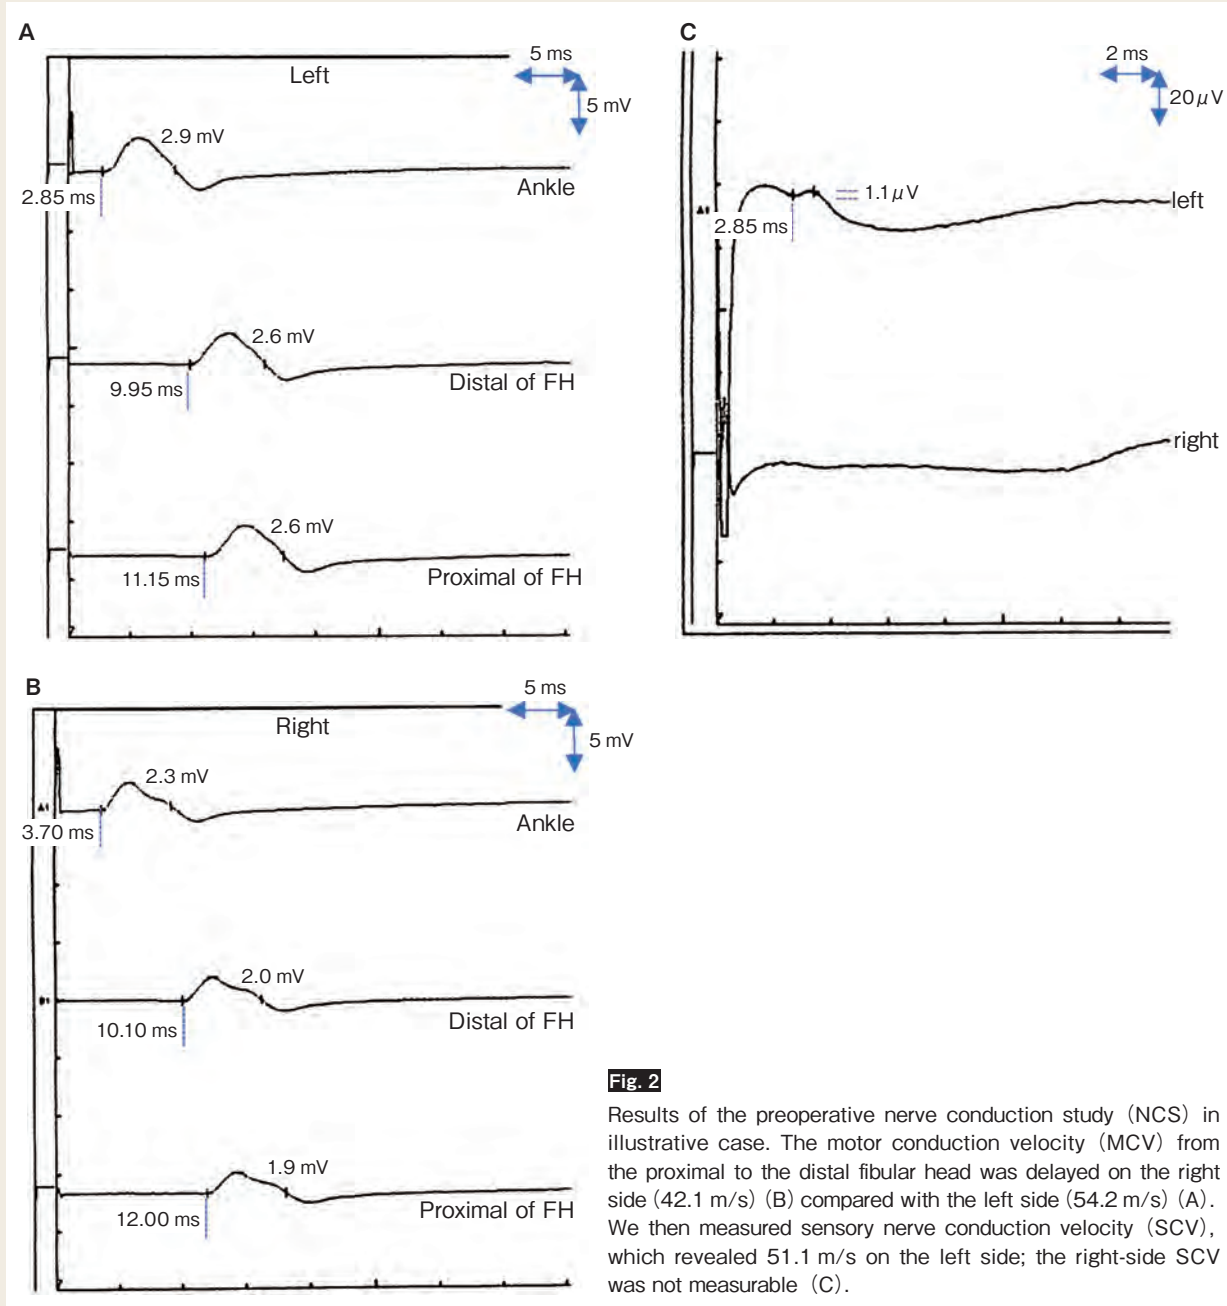 A
Left
5 ms
5 mV
2.9 mV
2.85 ms
Ankle
2.6 mV
9.95 ms
Distal of FH
2.6 mV
11.15 ms
Proximal of FH
C
2 ms
20 μV
1.1 μV
left
2.85 ms
right
B
Right
5 ms
5 mV
2.3 mV
3.70 ms
Ankle
2.0 mV
10.10 ms
Distal of FH
1.9 mV
12.00 ms
Proximal of FH
Fig. 2
Results of the preoperative nerve conduction study (NCS) in
illustrative case. The motor conduction velocity (MCV) from
the proximal to the distal fibular head was delayed on the right
side (42.1 m/s) (B) compared with the left side (54.2 m/s) (A).
We then measured sensory nerve conduction velocity (SCV),
which revealed 51.1 m/s on the left side; the right-side SCV
was not measurable (C).